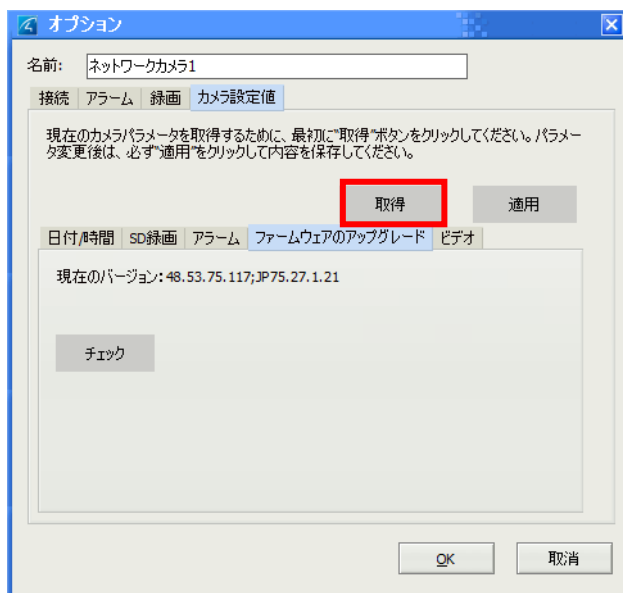 オプション
名前: ネットワークカメラ1
接続 アラーム 録画 カメラ設定値
現在のカメラパラメータを取得するために、最初に"取得"ボタンをクリックしてください。パラメー
タ変更後は、必ず"適用"をクリックして内容を保存してください。
取得 適用
日付/時間 SD録画 アラーム ファームウェアのアップグレード ビデオ
現在のバージョン:48.53.75.117;JP75.27.1.21
チェック
OK 取消